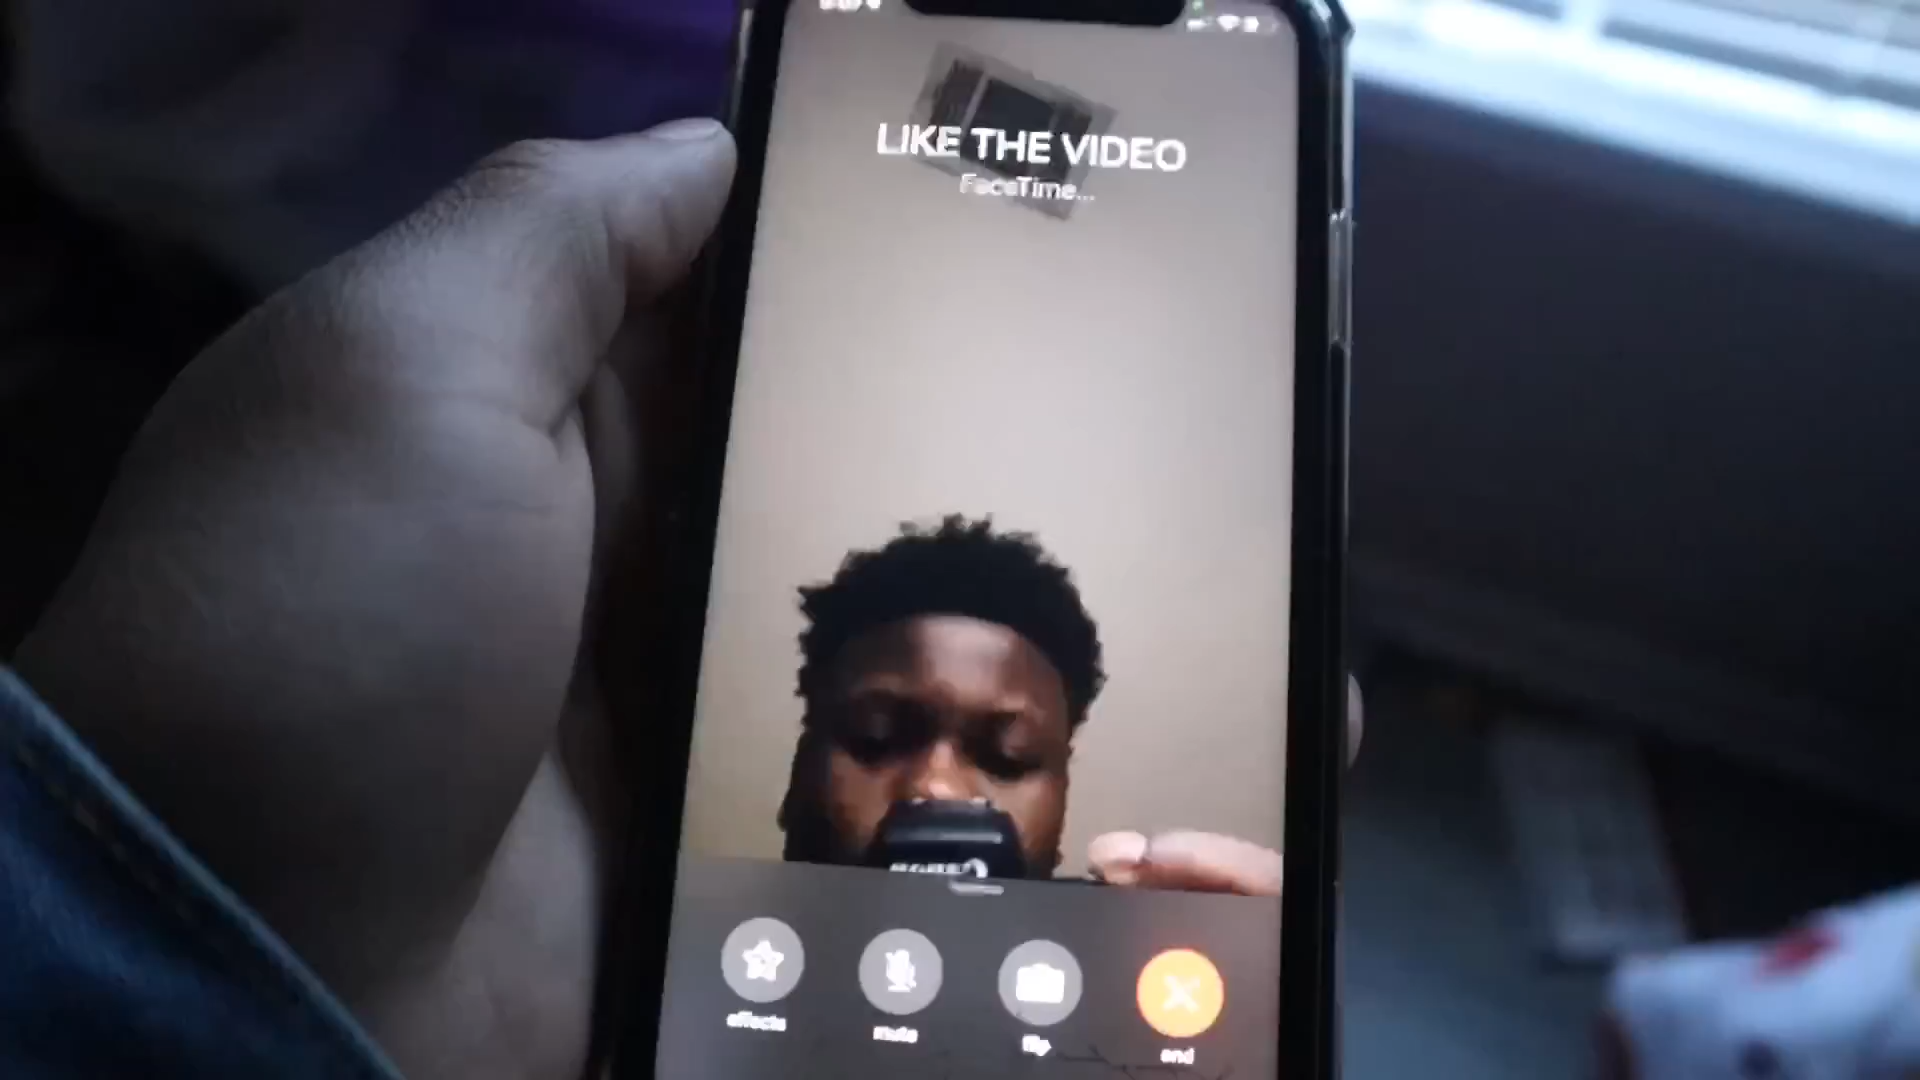 LIKE THE VIDEO
FaceTime...
effects
mute
flip
end